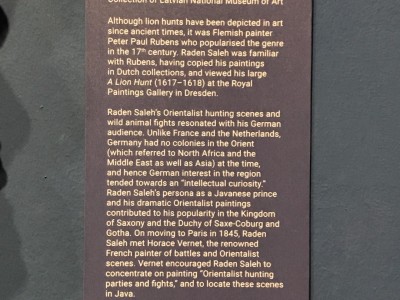 Collection of Latvian National Museum of Art
Although lion hunts have been depicted in art
since ancient times, it was Flemish painter
Peter Paul Rubens who popularised the genre
in the 17th century. Raden Saleh was familiar
with Rubens, having copied his paintings
in Dutch collections, and viewed his large
A Lion Hunt (1617–1618) at the Royal
Paintings Gallery in Dresden.
Raden Saleh's Orientalist hunting scenes and
wild animal fights resonated with his German
audience. Unlike France and the Netherlands,
Germany had no colonies in the Orient
(which referred to North Africa and the
Middle East as well as Asia) at the time,
and hence German interest in the region
tended towards an “intellectual curiosity.”
Raden Saleh's persona as a Javanese prince
and his dramatic Orientalist paintings
contributed to his popularity in the Kingdom
of Saxony and the Duchy of Saxe-Coburg and
Gotha. On moving to Paris in 1845, Raden
Saleh met Horace Vernet, the renowned
French painter of battles and Orientalist
scenes. Vernet encouraged Raden Saleh to
concentrate on painting “Orientalist hunting
parties and fights,” and to locate these scenes
in Java.